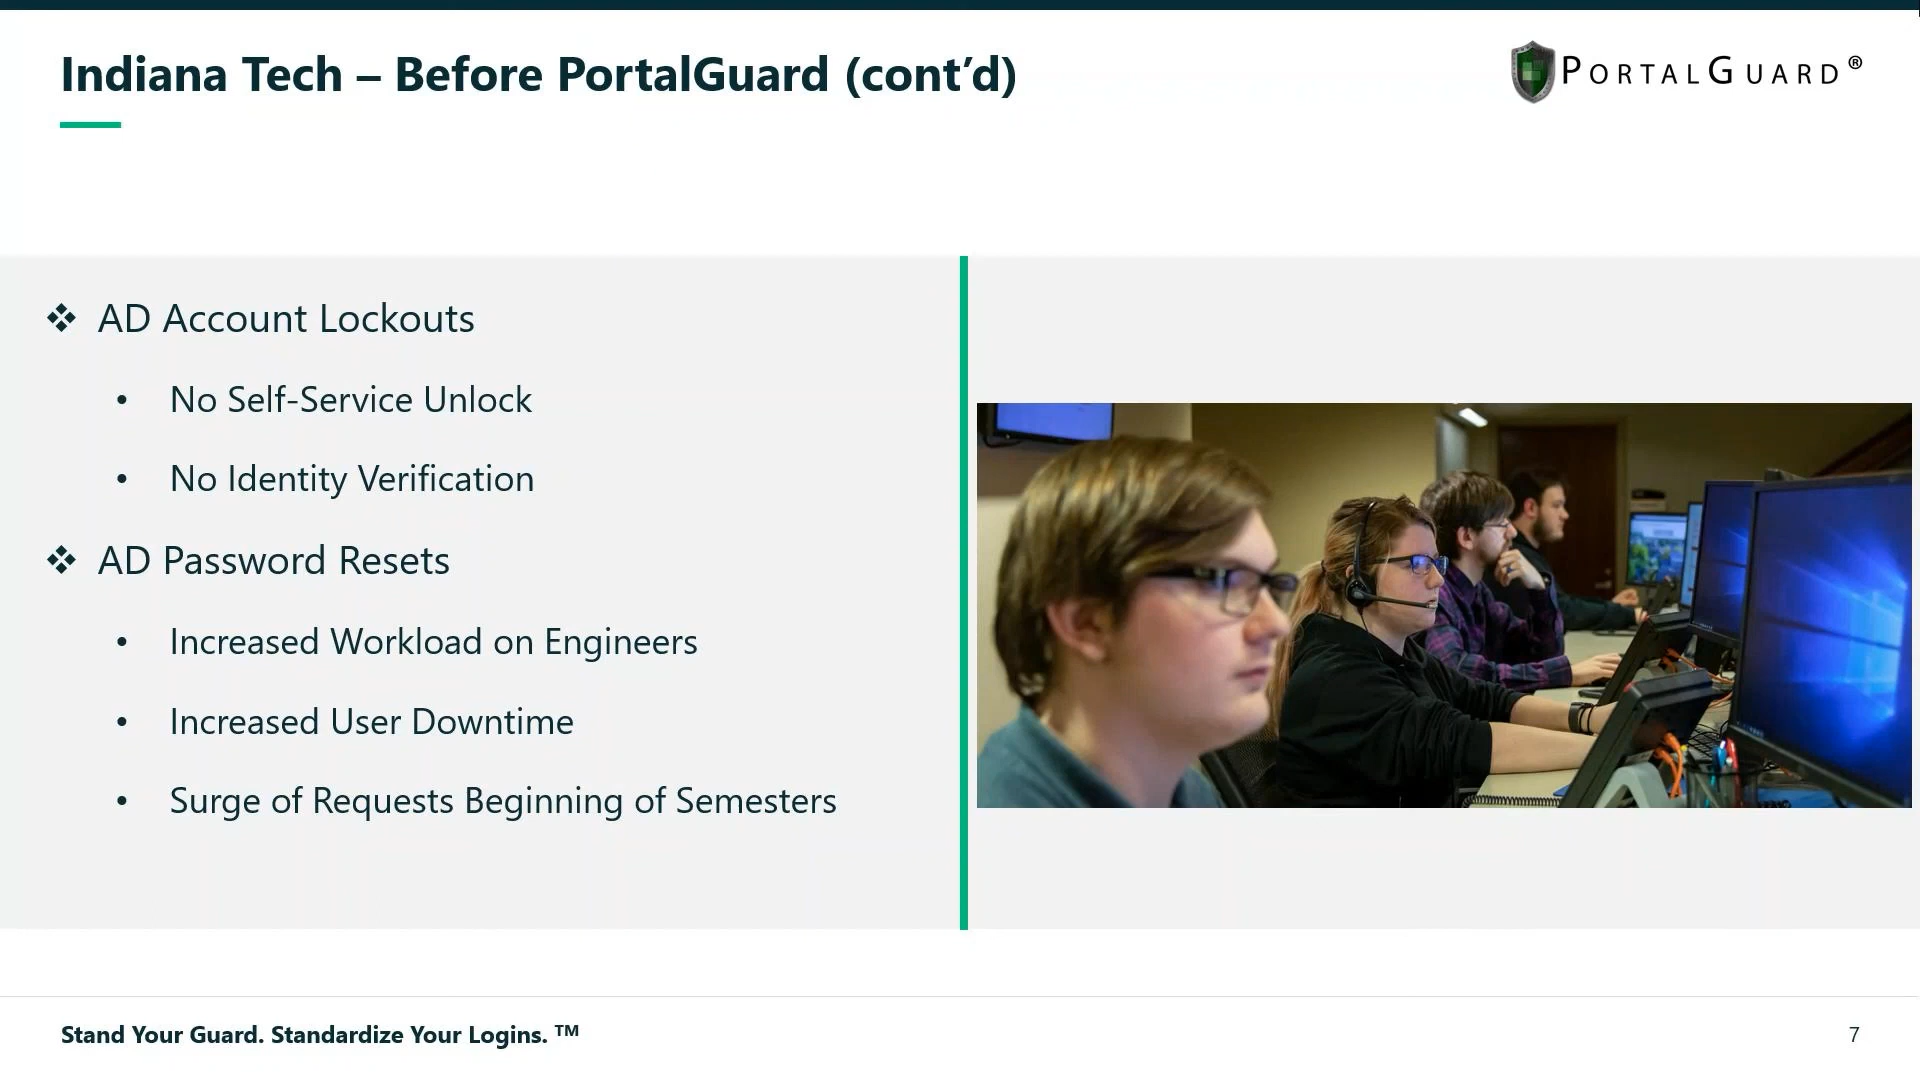 Indiana Tech – Before PortalGuard (cont’d)
PORTALGUARD®
❖ AD Account Lockouts
• No Self-Service Unlock
• No Identity Verification
❖ AD Password Resets
• Increased Workload on Engineers
• Increased User Downtime
• Surge of Requests Beginning of Semesters
Stand Your Guard. Standardize Your Logins. ™
7